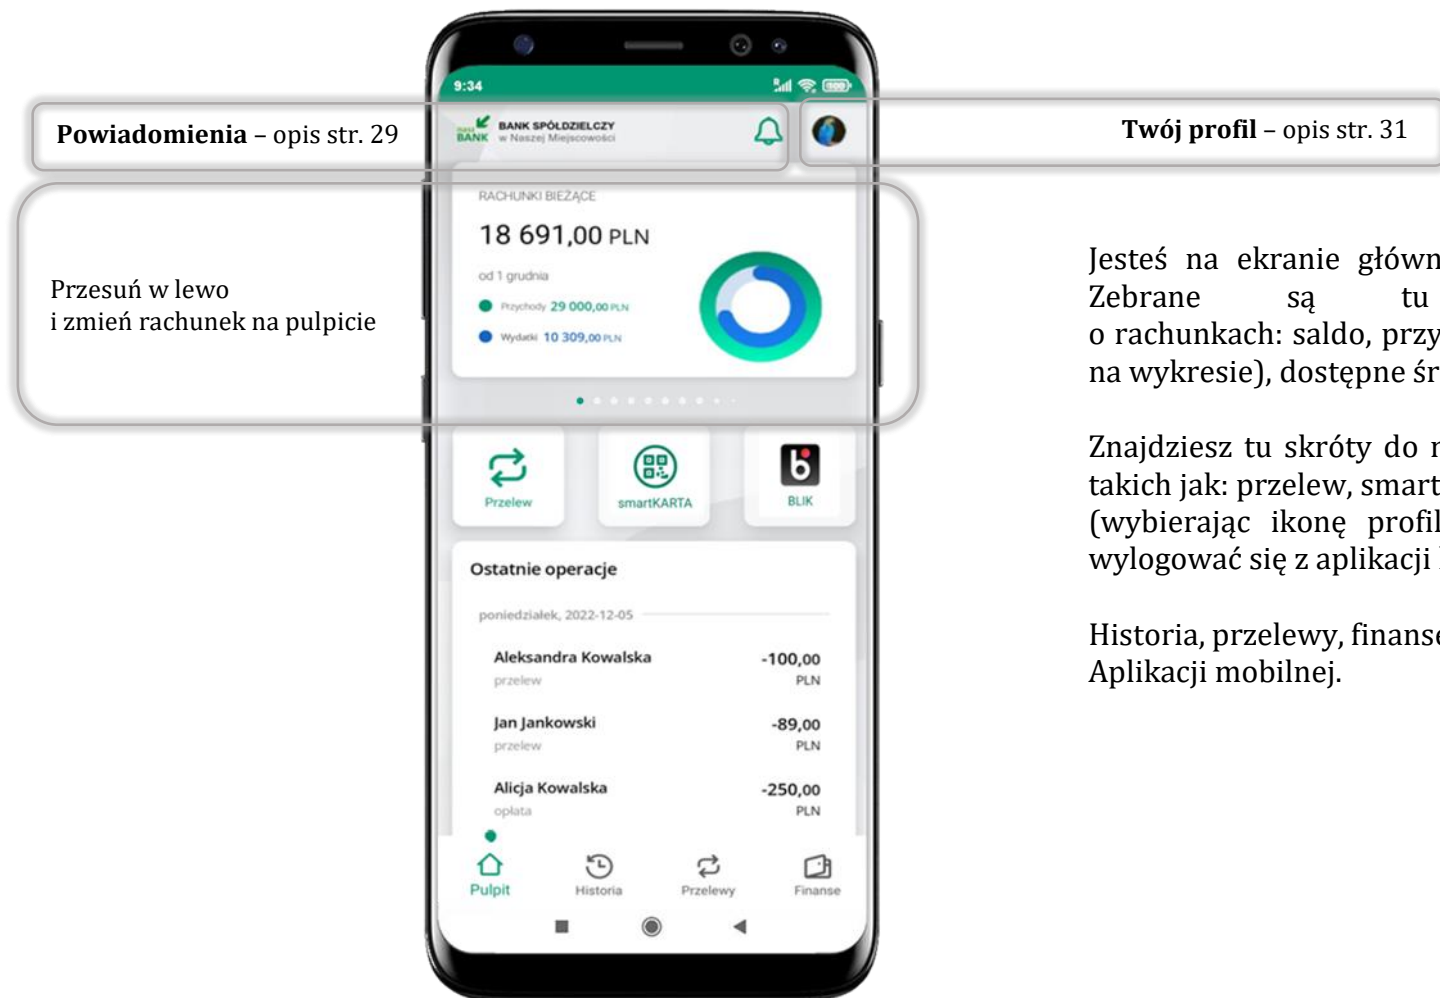 9:34
Powiadomienia – opis str. 29
nasz BANK
BANK SPÓŁDZIELCZY
w Naszej Miejscowości
Twój profil – opis str. 31
RACHUNKI BIEŻĄCE
18 691,00 PLN
od 1 grudnia
Przychody 29 000,00 PLN
Wydatki 10 309,00 PLN
Przesuń w lewo
i zmień rachunek na pulpicie
Przelew
smartKARTA
BLIK
Ostatnie operacje
poniedziałek, 2022-12-05
Aleksandra Kowalska -100,00
przelew PLN
Jan Jankowski -89,00
przelew PLN
Alicja Kowalska -250,00
opłata PLN
Pulpit Historia Przelewy Finanse
Jesteś na ekranie główn
Zebrane są tu
o rachunkach: saldo, przy
na wykresie), dostępne śr
Znajdziesz tu skróty do
takich jak: przelew, smart
(wybierając ikonę profil
wylogować się z aplikacji
Historia, przelewy, finanse
Aplikacji mobilnej.